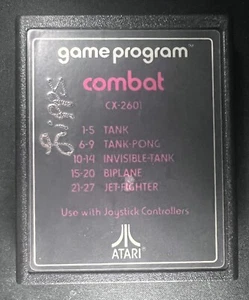 game program™
combat
CX-2601
1-5 TANK
6-9 TANK-PONG
10-14 INVISIBLE-TANK
15-20 BIPLANE
21-27 JET-FIGHTER
Use with Joystick Controllers
ATARI